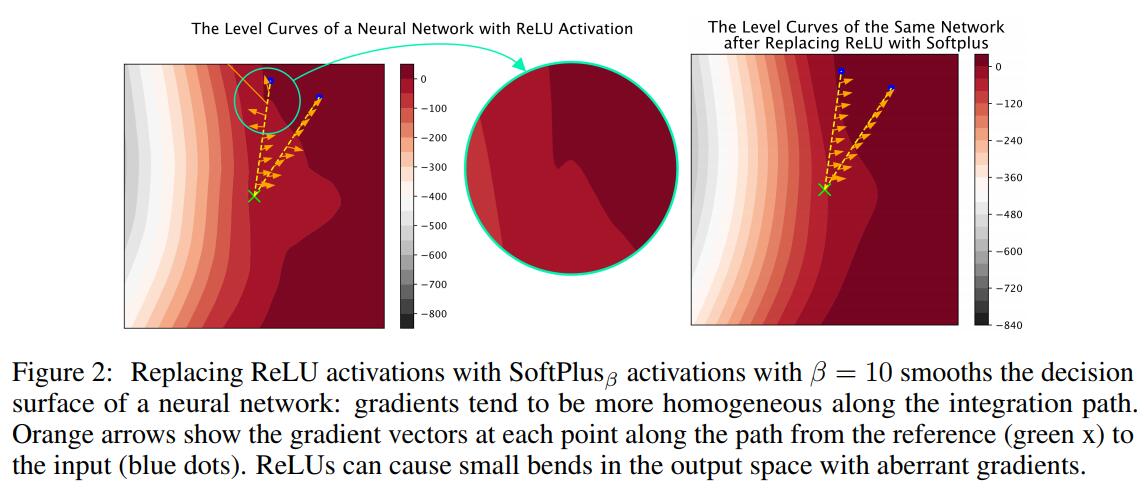 The Level Curves of a Neural Network with ReLU Activation
The Level Curves of the Same Network
after Replacing ReLU with Softplus
0
−100
−200
−300
−400
−500
−600
−700
−800
0
−120
−240
−360
−480
−600
−720
−840
Figure 2: Replacing ReLU activations with SoftPlusβ activations with β = 10 smooths the decision
surface of a neural network: gradients tend to be more homogeneous along the integration path.
Orange arrows show the gradient vectors at each point along the path from the reference (green x) to
the input (blue dots). ReLUs can cause small bends in the output space with aberrant gradients.